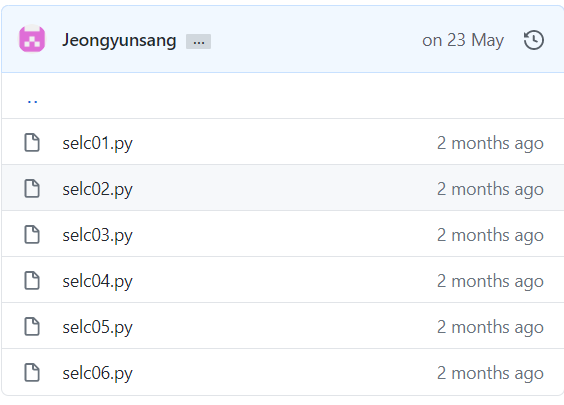 Jeongyunsang ... on 23 May
..
selc01.py 2 months ago
selc02.py 2 months ago
selc03.py 2 months ago
selc04.py 2 months ago
selc05.py 2 months ago
selc06.py 2 months ago